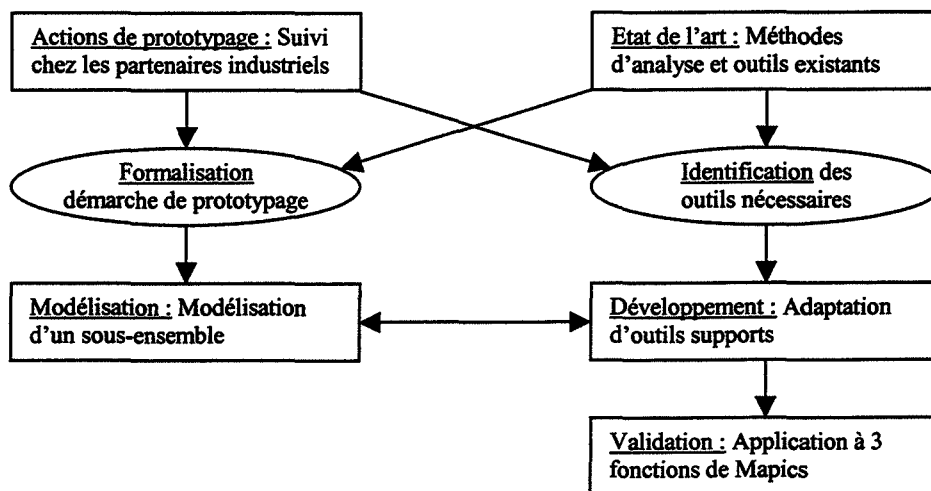 Actions de prototypage : Suivi
chez les partenaires industriels
Etat de l'art : Méthodes
d'analyse et outils existants
Formalisation
démarche de prototypage
Identification des
outils nécessaires
Modélisation : Modélisation
d'un sous-ensemble
Développement : Adaptation
d'outils supports
Validation : Application à 3
fonctions de Mapics